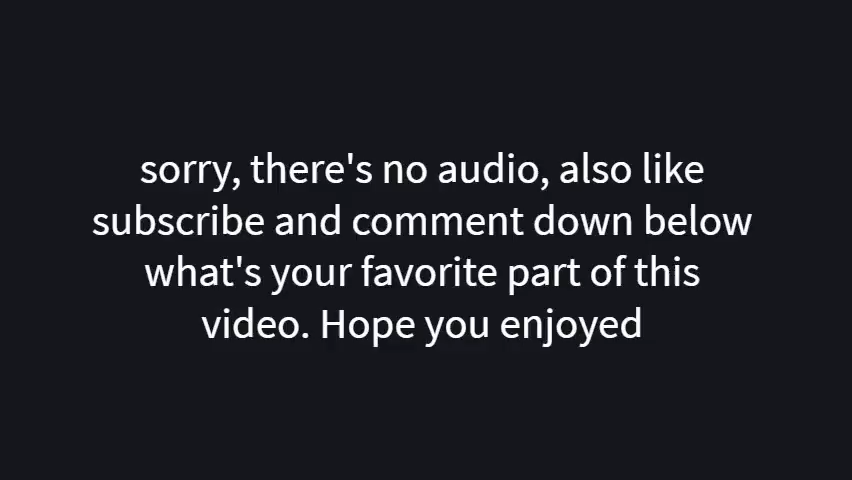 sorry, there's no audio, also like
subscribe and comment down below
what's your favorite part of this
video. Hope you enjoyed